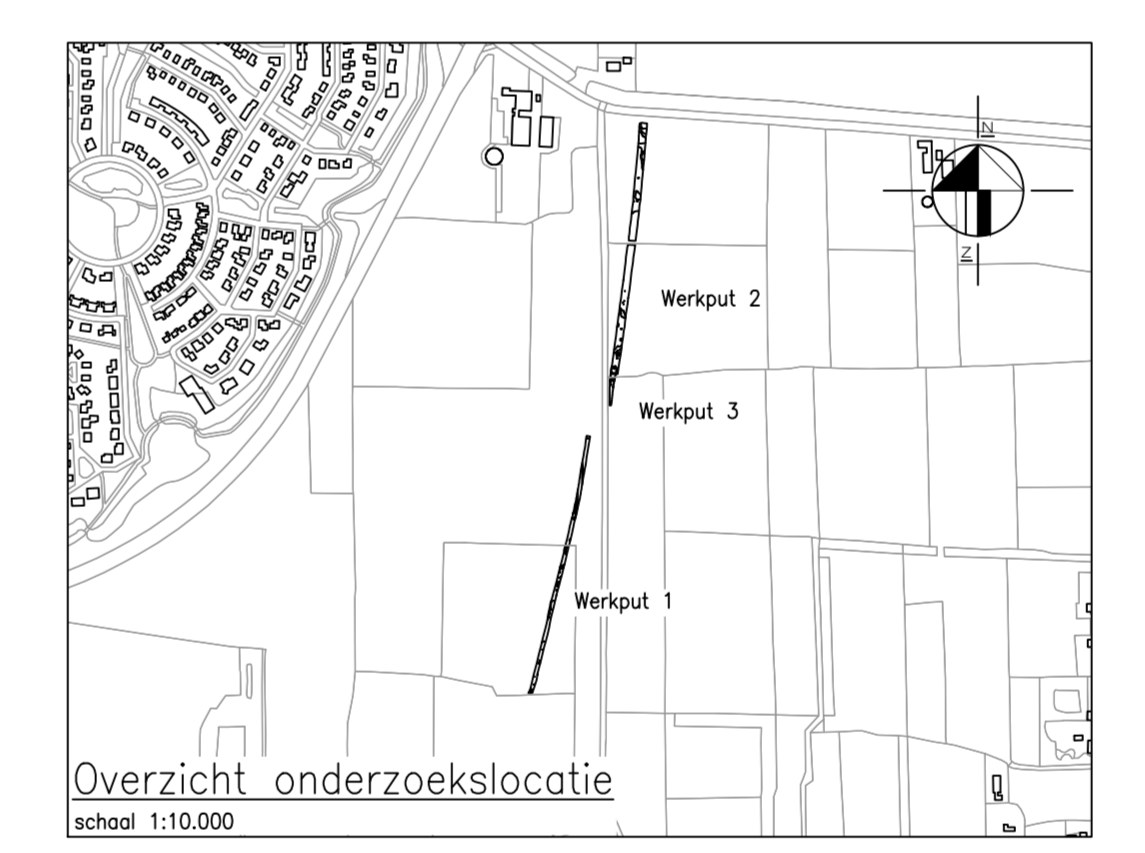 N
Z
Werkput 2
Werkput 3
Werkput 1
Overzicht onderzoekslocatie
schaal 1:10.000